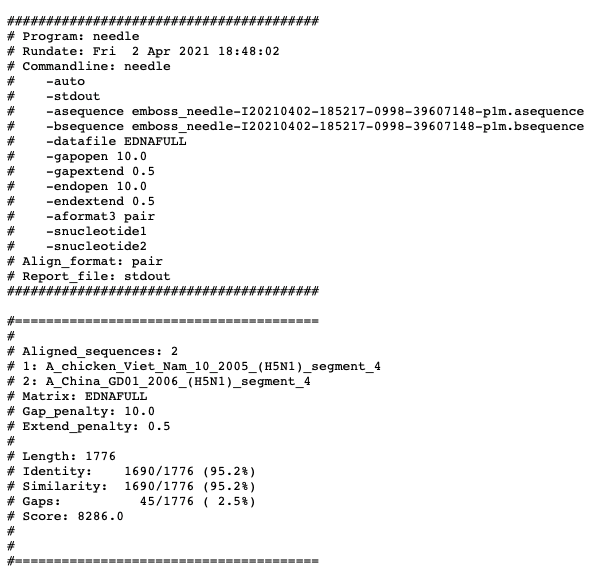 ########################################
# Program: needle
# Rundate: Fri  2 Apr 2021 18:48:02
# Commandline: needle
#    -auto
#    -stdout
#    -asequence emboss_needle-I20210402-185217-0998-39607148-p1m.asequence
#    -bsequence emboss_needle-I20210402-185217-0998-39607148-p1m.bsequence
#    -datafile EDNAFULL
#    -gapopen 10.0
#    -gapextend 0.5
#    -endopen 10.0
#    -endextend 0.5
#    -aformat3 pair
#    -snucleotide1
#    -snucleotide2
# Align_format: pair
# Report_file: stdout
########################################

#=======================================
#
# Aligned_sequences: 2
# 1: A_chicken_Viet_Nam_10_2005_(H5N1)_segment_4
# 2: A_China_GD01_2006_(H5N1)_segment_4
# Matrix: EDNAFULL
# Gap_penalty: 10.0
# Extend_penalty: 0.5
#
# Length: 1776
# Identity:    1690/1776 (95.2%)
# Similarity:  1690/1776 (95.2%)
# Gaps:          45/1776 ( 2.5%)
# Score: 8286.0
#
#
#=======================================